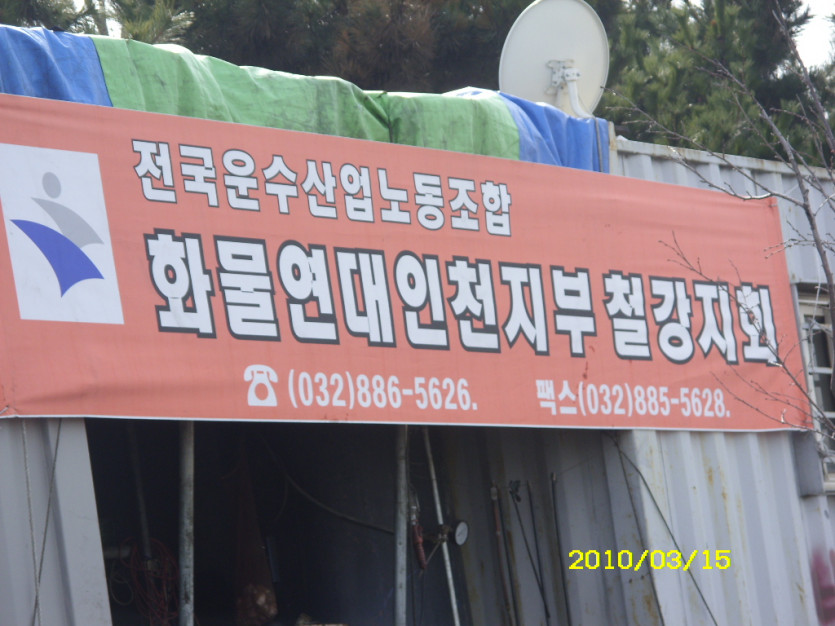 전국운수산업노동조합
화물연대인천지부 철강지회
☎(032)886-5626. 팩스(032)885-5628.
2010/03/15